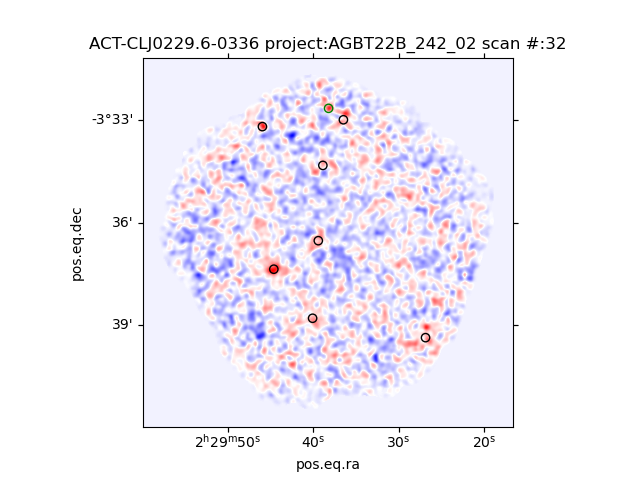 ACT-CLJ0229.6-0336 project:AGBT22B_242_02 scan #:32
-3°33'
36'
39'
pos.eq.dec
2ʰ29ᵐ50ˢ 40ˢ 30ˢ 20ˢ
pos.eq.ra